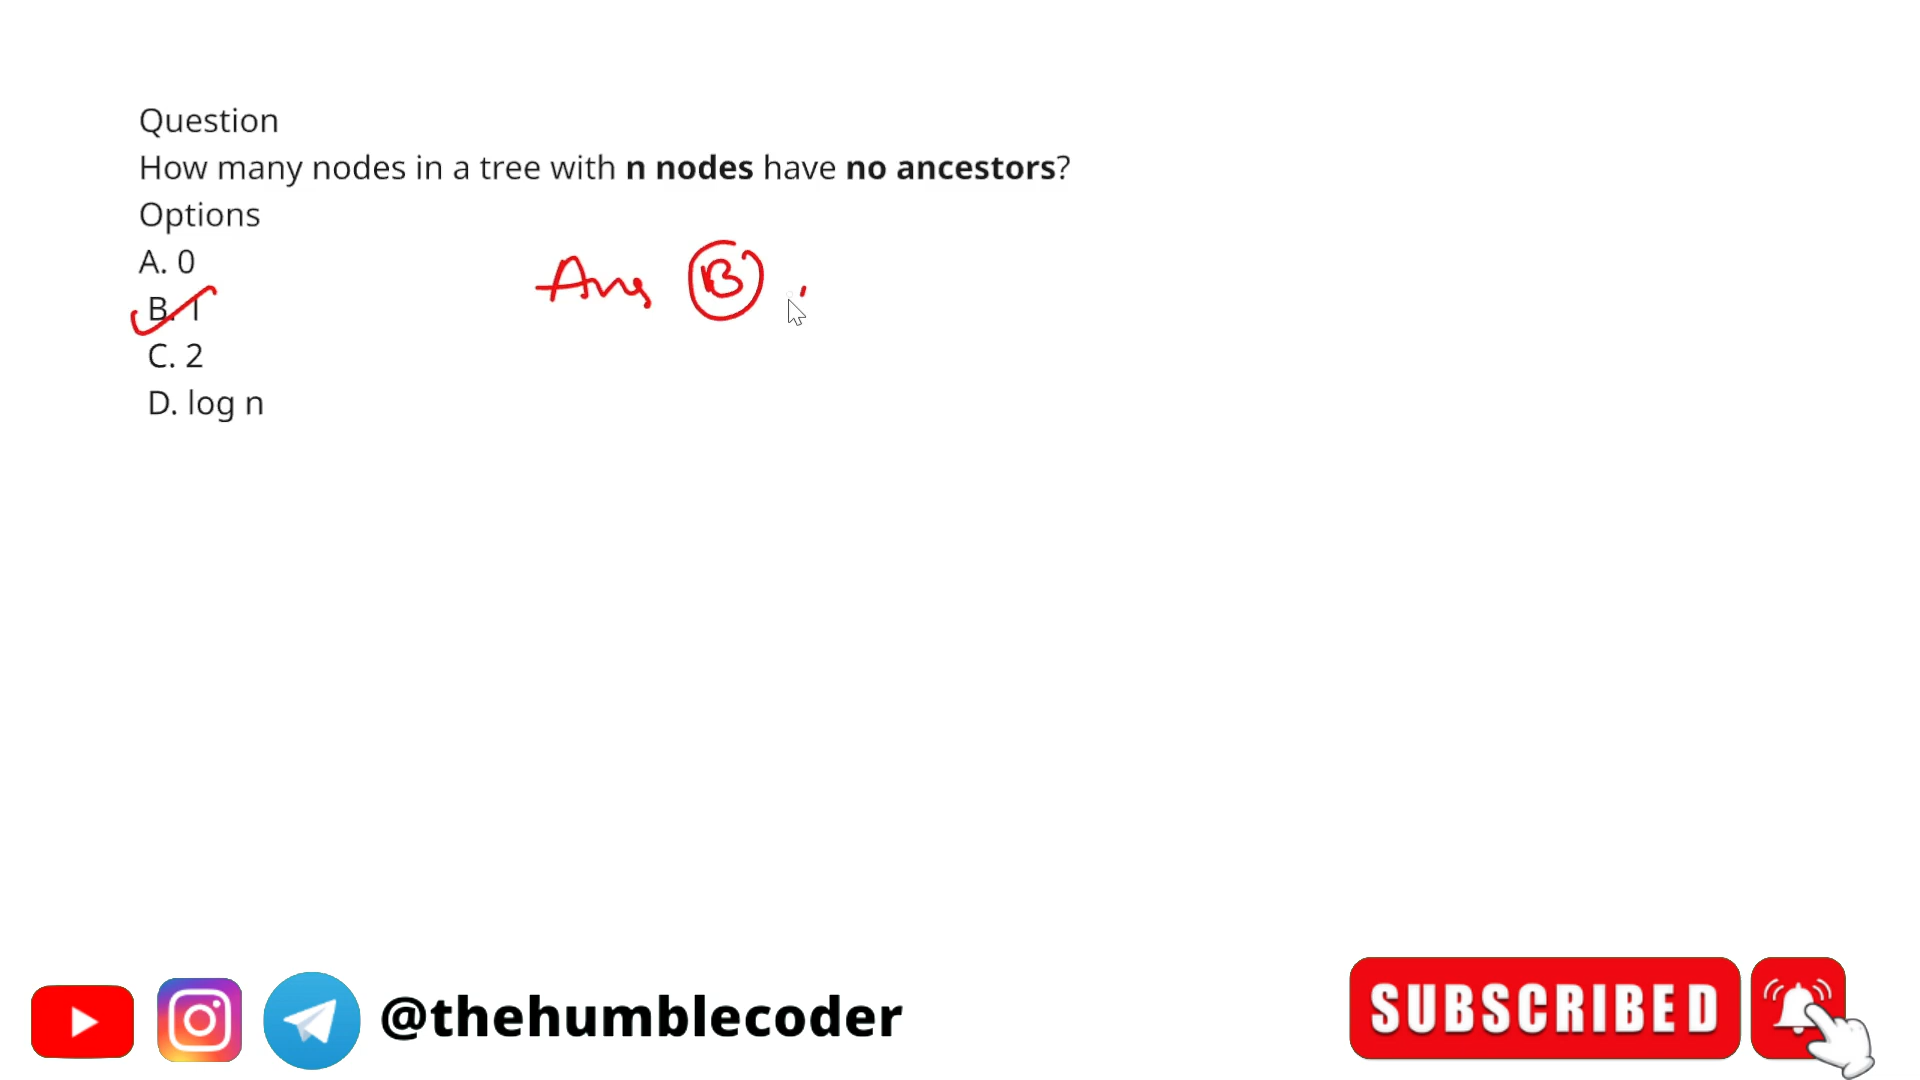 Question
How many nodes in a tree with n nodes have no ancestors?
Options
A. 0
Ans B
B. 1
C. 2
D. log n
@thehumblecoder
SUBSCRIBED